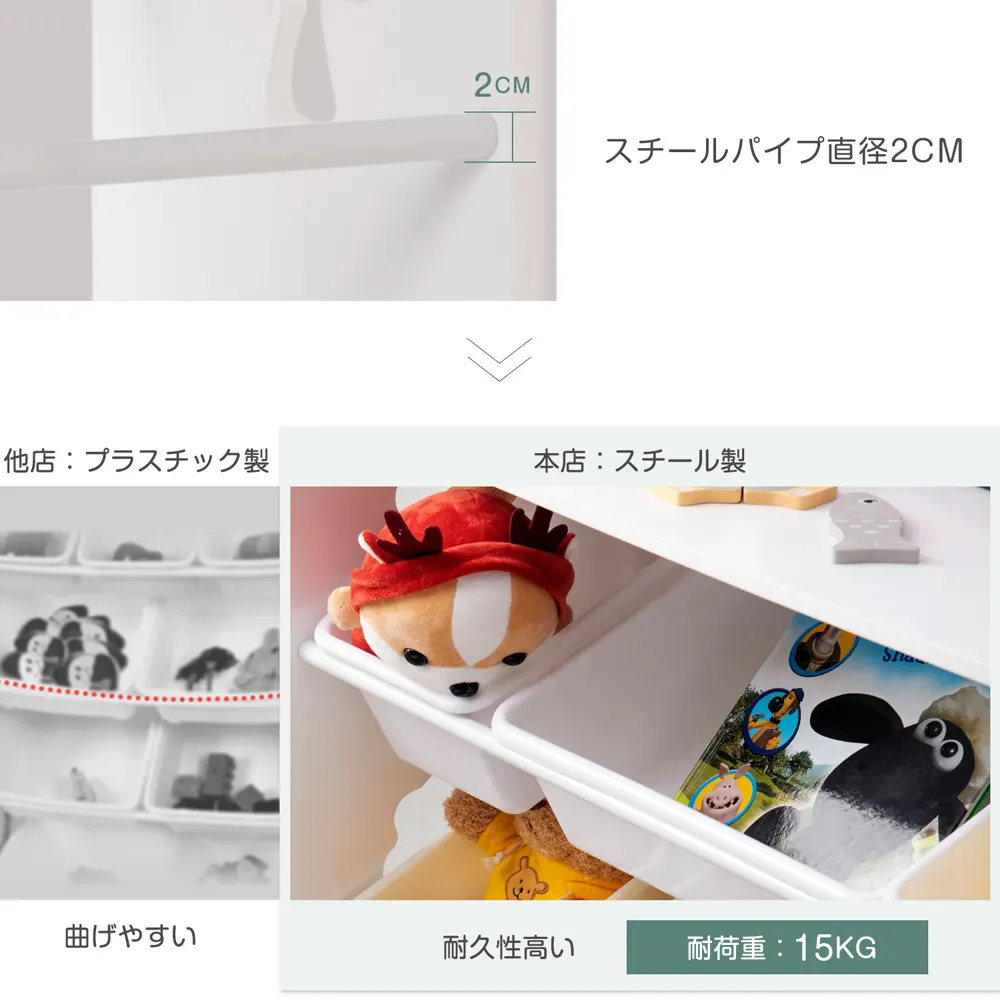 2CM
スチールパイプ直径2CM
他店：プラスチック製
本店：スチール製
曲げやすい
耐久性高い
耐荷重：15KG